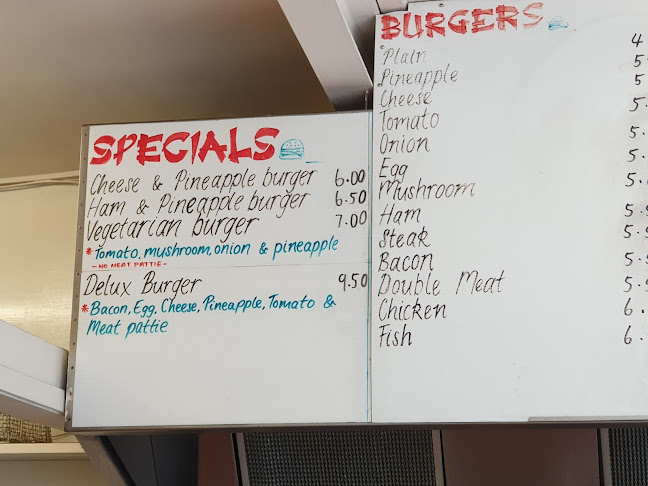 SPECIALS
Cheese & Pineapple burger 6.00
Ham & Pineapple burger 6.50
Vegetarian burger 7.00
*Tomato, mushroom, onion & pineapple
- NO MEAT PATTIE -
Delux Burger 9.50
*Bacon, Egg, Cheese, Pineapple, Tomato &
Meat pattie
BURGERS
Plain
Pineapple
Cheese
Tomato
Onion
Egg
Mushroom
Ham
Steak
Bacon
Double Meat
Chicken
Fish